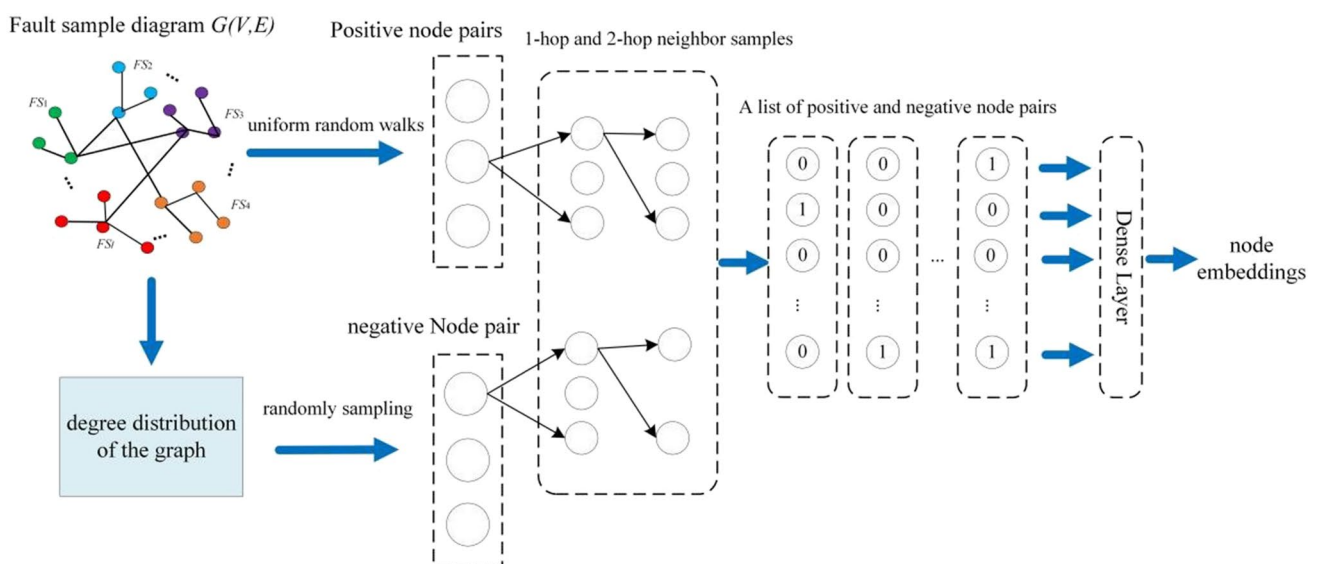 Fault sample diagram G(V,E)
Positive node pairs
1-hop and 2-hop neighbor samples
FS2
FS1
FS3
FS4
FSl
uniform random walks
A list of positive and negative node pairs
0 0 1
1 0 0
0 0 0
...
⋮ ⋮ ⋮
0 1 1
Dense Layer
node
embeddings
negative Node pair
degree distribution
of the graph
randomly sampling